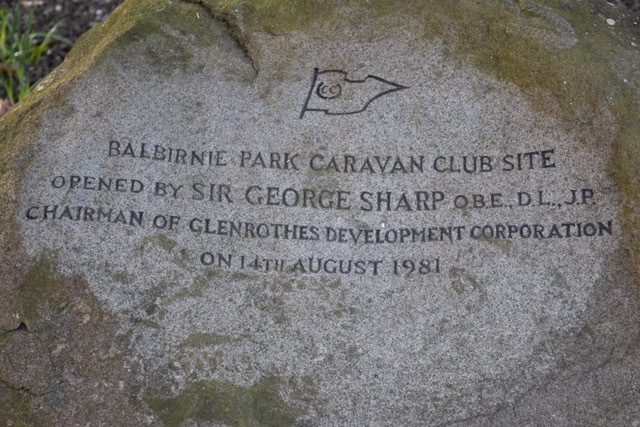 BALBIRNIE PARK CARAVAN CLUB SITE
OPENED BY SIR GEORGE SHARP O.B.E., D.L., J.P.
CHAIRMAN OF GLENROTHES DEVELOPMENT CORPORATION
ON 14TH AUGUST 1981